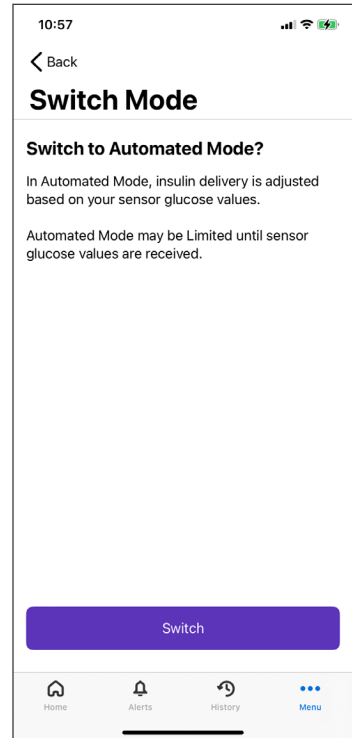 10:57
Back
Switch Mode
Switch to Automated Mode?
In Automated Mode, insulin delivery is adjusted
based on your sensor glucose values.
Automated Mode may be Limited until sensor
glucose values are received.
Switch
Home Alerts History Menu